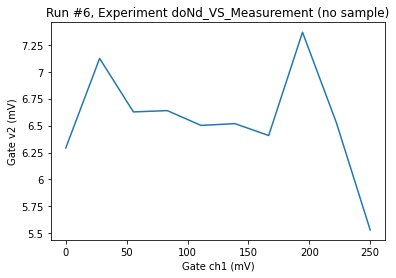 Run #6, Experiment doNd_VS_Measurement (no sample)
Gate v2 (mV)
7.25
7
6.75
6.5
6.25
6
5.75
5.5
0 50 100 150 200 250
Gate ch1 (mV)